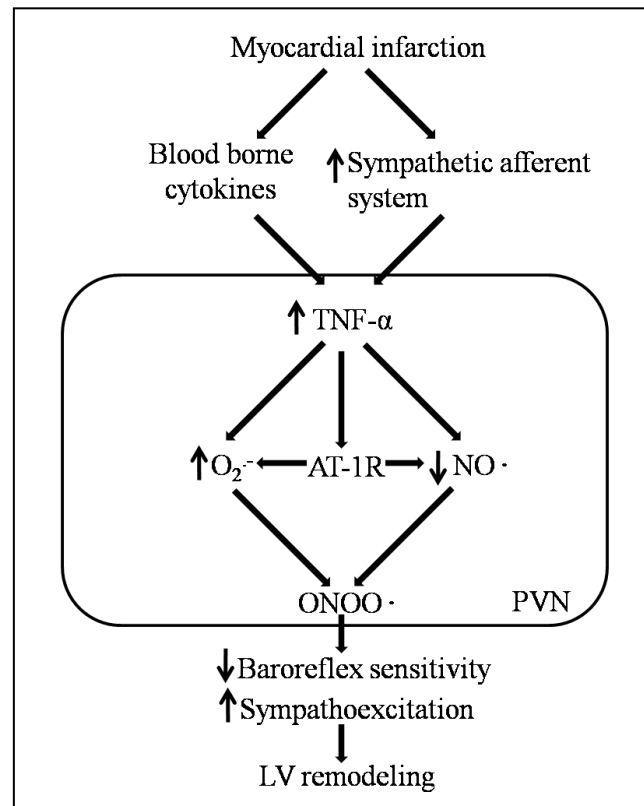 Myocardial infarction
Blood borne
cytokines
↑ Sympathetic afferent
system
↑ TNF-α
↑ O₂·-
AT-1R
↓ NO ·
ONOO ·
PVN
↓ Baroreflex sensitivity
↑ Sympathoexcitation
LV remodeling